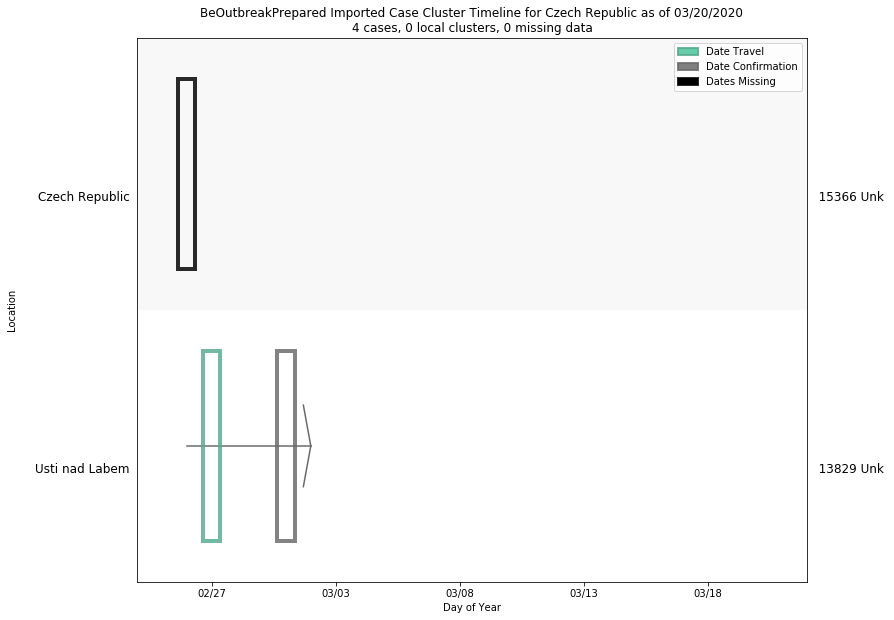 BeOutbreakPrepared Imported Case Cluster Timeline for Czech Republic as of 03/20/2020
4 cases, 0 local clusters, 0 missing data
Date Travel
Date Confirmation
Dates Missing
Czech Republic
15366 Unk
Location
Usti nad Labem
13829 Unk
02/27
03/03
03/08
03/13
03/18
Day of Year